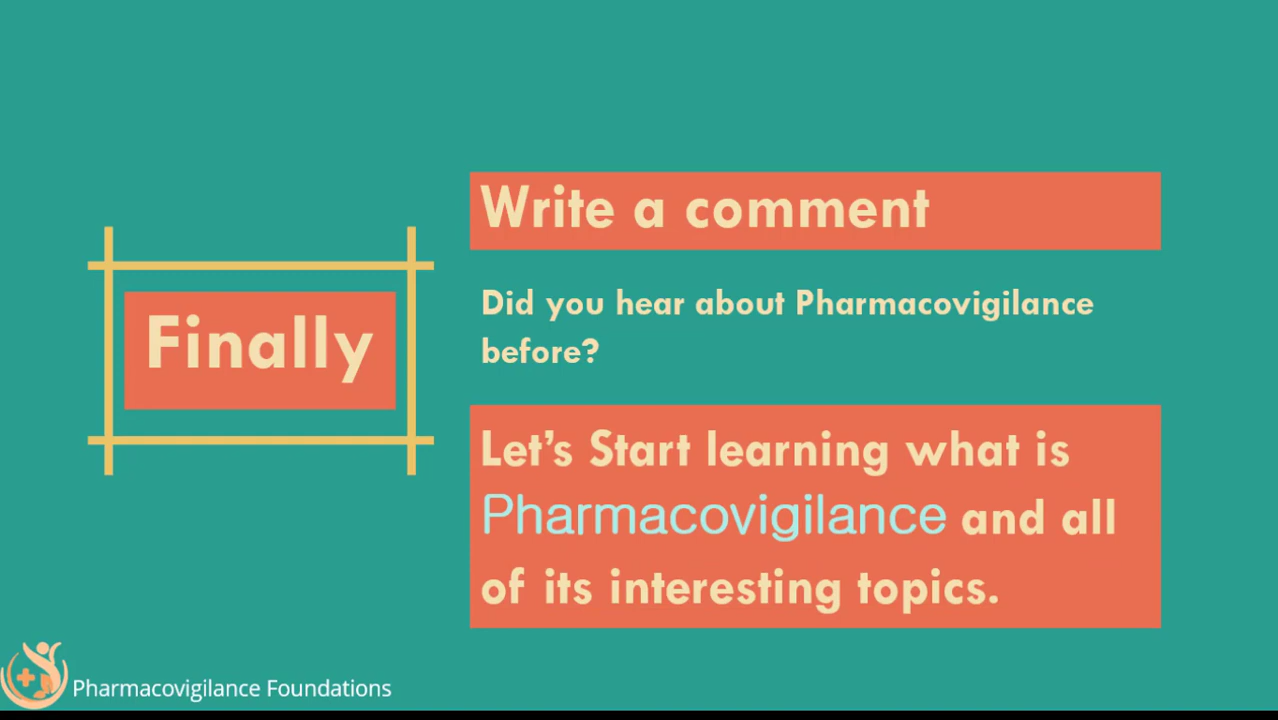 Finally
Write a comment
Did you hear about Pharmacovigilance
before?
Let's Start learning what is
Pharmacovigilance and all
of its interesting topics.
Pharmacovigilance Foundations